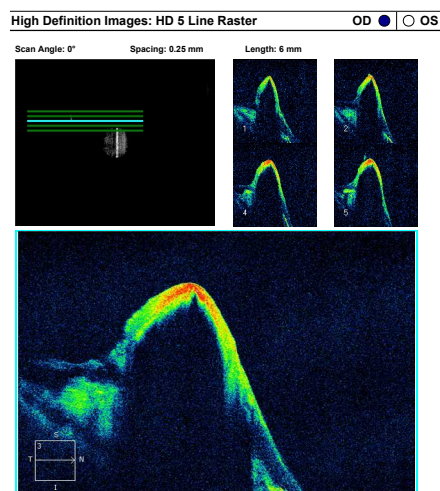 High Definition Images: HD 5 Line Raster OD OS
Scan Angle: 0° Spacing: 0.25 mm Length: 6 mm
1 2
4 5
S
3
T N
I